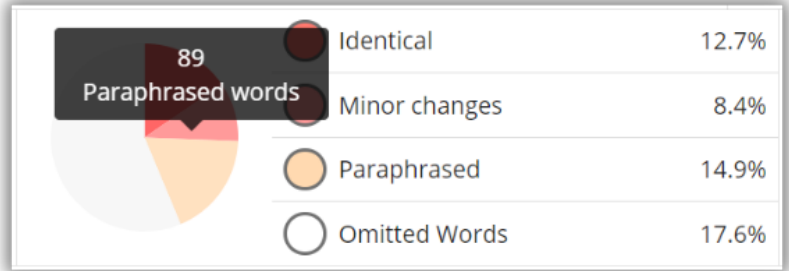 89
Paraphrased words
Identical 12.7%
Minor changes 8.4%
Paraphrased 14.9%
Omitted Words 17.6%